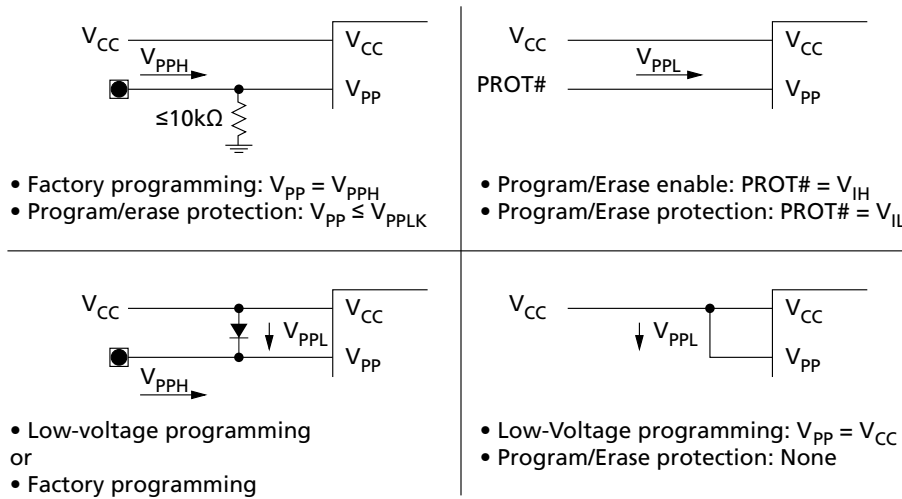 V_CC V_CC
V_PPH
V_PP
≤10kΩ
• Factory programming: V_PP = V_PPH
• Program/erase protection: V_PP ≤ V_PPLK
V_CC V_CC
V_PPL
PROT# V_PP
• Program/Erase enable: PROT# = V_IH
• Program/Erase protection: PROT# = V_IL
V_CC V_CC
V_PPL
V_PP
V_PPH
• Low-voltage programming
or
• Factory programming
V_CC V_CC
V_PPL
V_PP
• Low-Voltage programming: V_PP = V_CC
• Program/Erase protection: None